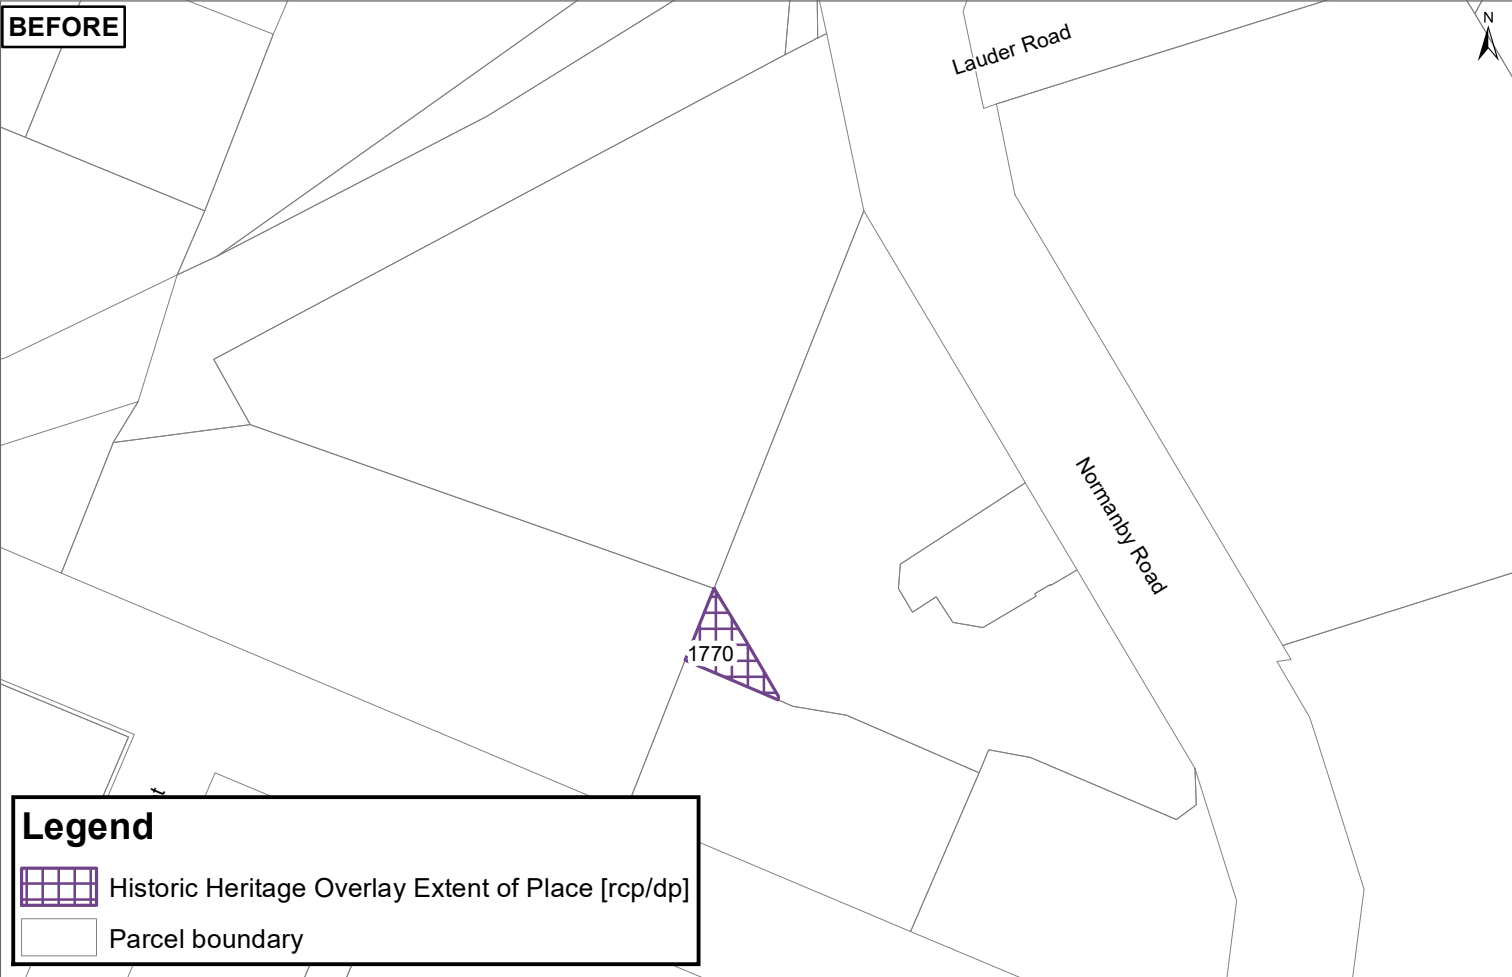 BEFORE
N
Lauder Road
Normanby Road
1770
t
Legend
Historic Heritage Overlay Extent of Place [rcp/dp]
Parcel boundary